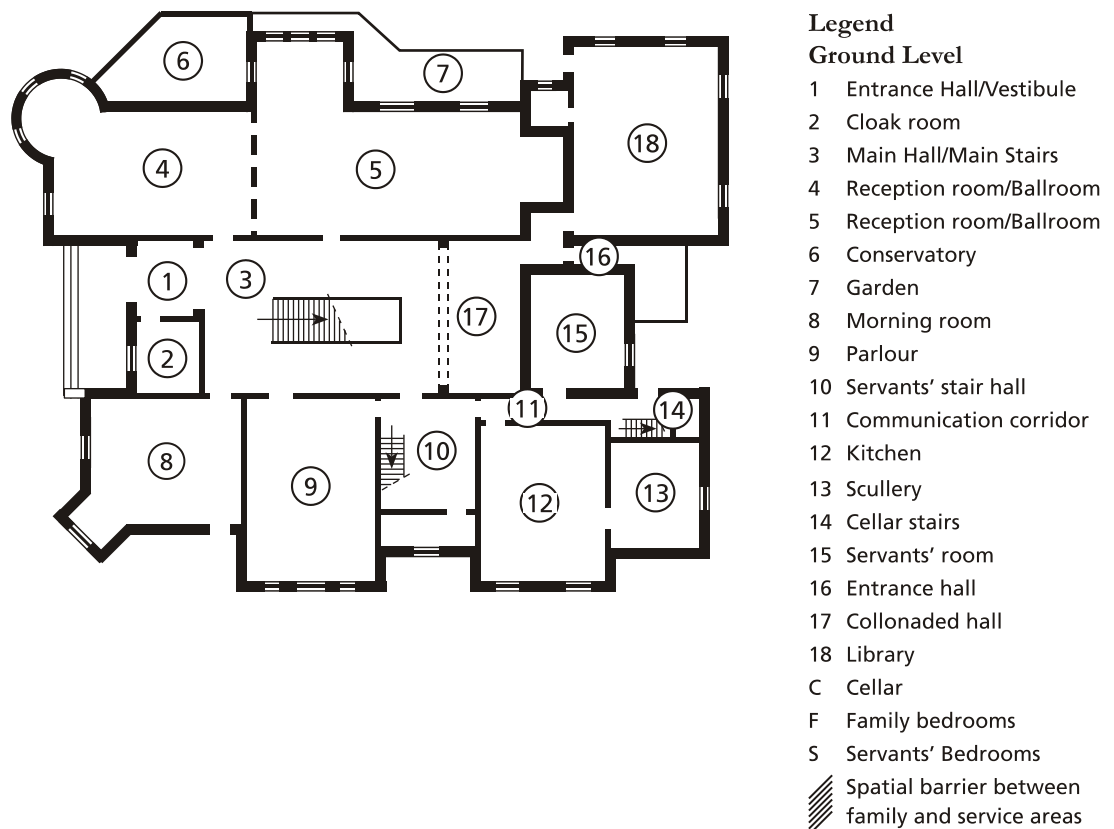 6
7
18
4
5
1
3
16
17
15
2
11
14
8
10
9
12
13
Legend
Ground Level
1 Entrance Hall/Vestibule
2 Cloak room
3 Main Hall/Main Stairs
4 Reception room/Ballroom
5 Reception room/Ballroom
6 Conservatory
7 Garden
8 Morning room
9 Parlour
10 Servants’ stair hall
11 Communication corridor
12 Kitchen
13 Scullery
14 Cellar stairs
15 Servants’ room
16 Entrance hall
17 Collonaded hall
18 Library
C Cellar
F Family bedrooms
S Servants’ Bedrooms
Spatial barrier between
family and service areas